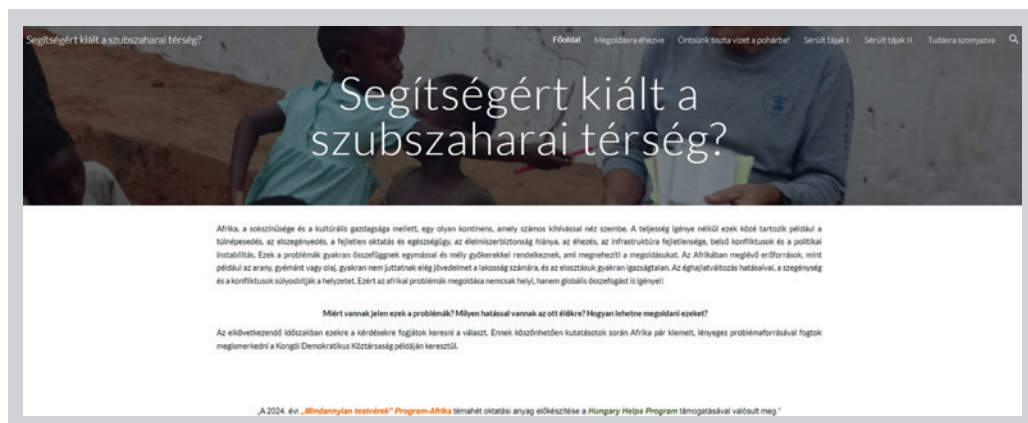 Segítségért kiált a szubszaharai térség?
Főoldal Megoldásra éhezve Öntsünk tiszta vizet a pohárba! Sérült tájak I. Sérült tájak II. Tudásra szomjazva
Segítségért kiált a
szubszaharai térség?
Afrika, a sokszínűsége és a kultúrális gazdagsága mellett, egy olyan kontinens, amely számos kihívással néz szembe. A teljesség igénye nélkül ezek közé tartozik például a
túlnépesedés, az elszegényedés, a fejletlen oktatás és egészségügy, az élelmiszerbiztonság hiánya, az éhezés, az infrastruktúra fejletlensége, belső konfliktusok és a politikai
instabilitás. Ezek a problémák gyakran összefüggnek egymással és mély gyökerekkel rendelkeznek, ami megnehezíti a megoldásukat. Az Afrikában meglévő erőforrások, mint
például az arany, gyémánt vagy olaj, gyakran nem juttatnak elég jövedelmet a lakosság számára, és az elosztásuk gyakran igazságtalan. Az éghajlatváltozás hatásaival, a szegénység
és a konfliktusok súlyosbítják a helyzetet. Ezért az afrikai problémák megoldása nemcsak helyi, hanem globális összefogást is igényel!
Miért vannak jelen ezek a problémák? Milyen hatással vannak az ott élőkre? Hogyan lehetne megoldani ezeket?
Az elkövetkezendő időszakban ezekre a kérdésekre fogjátok keresni a választ. Ennek köszönhetően kutatásotok során Afrika pár kiemelt, lényeges problémaforrásával fogtok
megismerkedni a Kongói Demokratikus Köztársaság példáján keresztül.
„A 2024. évi „Mindannyian testvérek" Program-Afrika témahét oktatási anyag előkészítése a Hungary Helps Program támogatásával valósult meg."